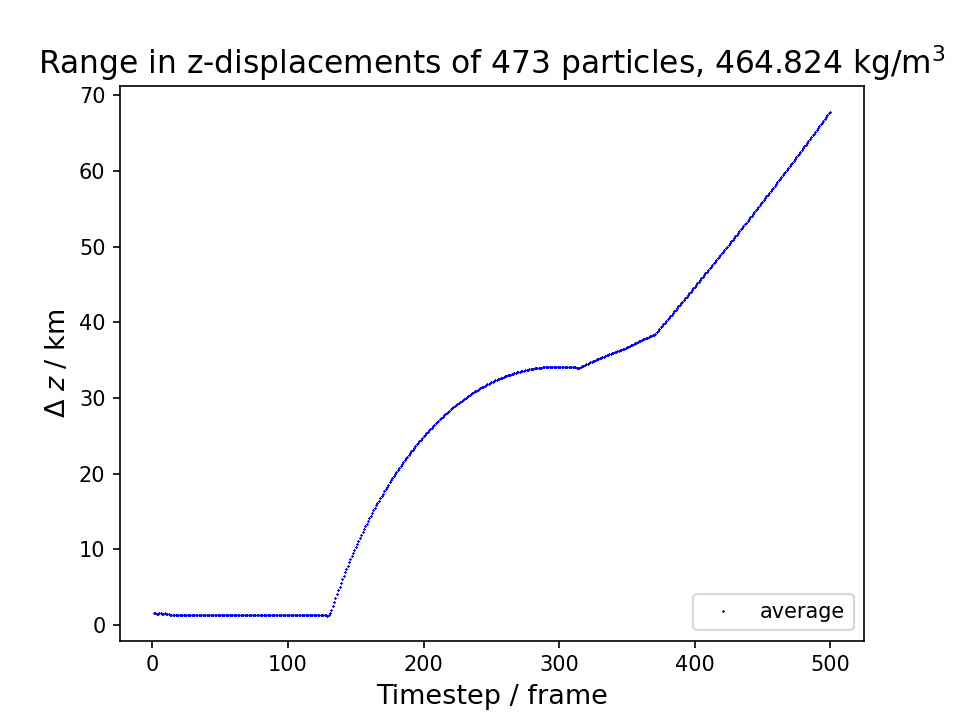 Range in z-displacements of 473 particles, 464.824 kg/m³
70
60
50
40
30
20
10
0
Δ z / km
0 100 200 300 400 500
Timestep / frame
average